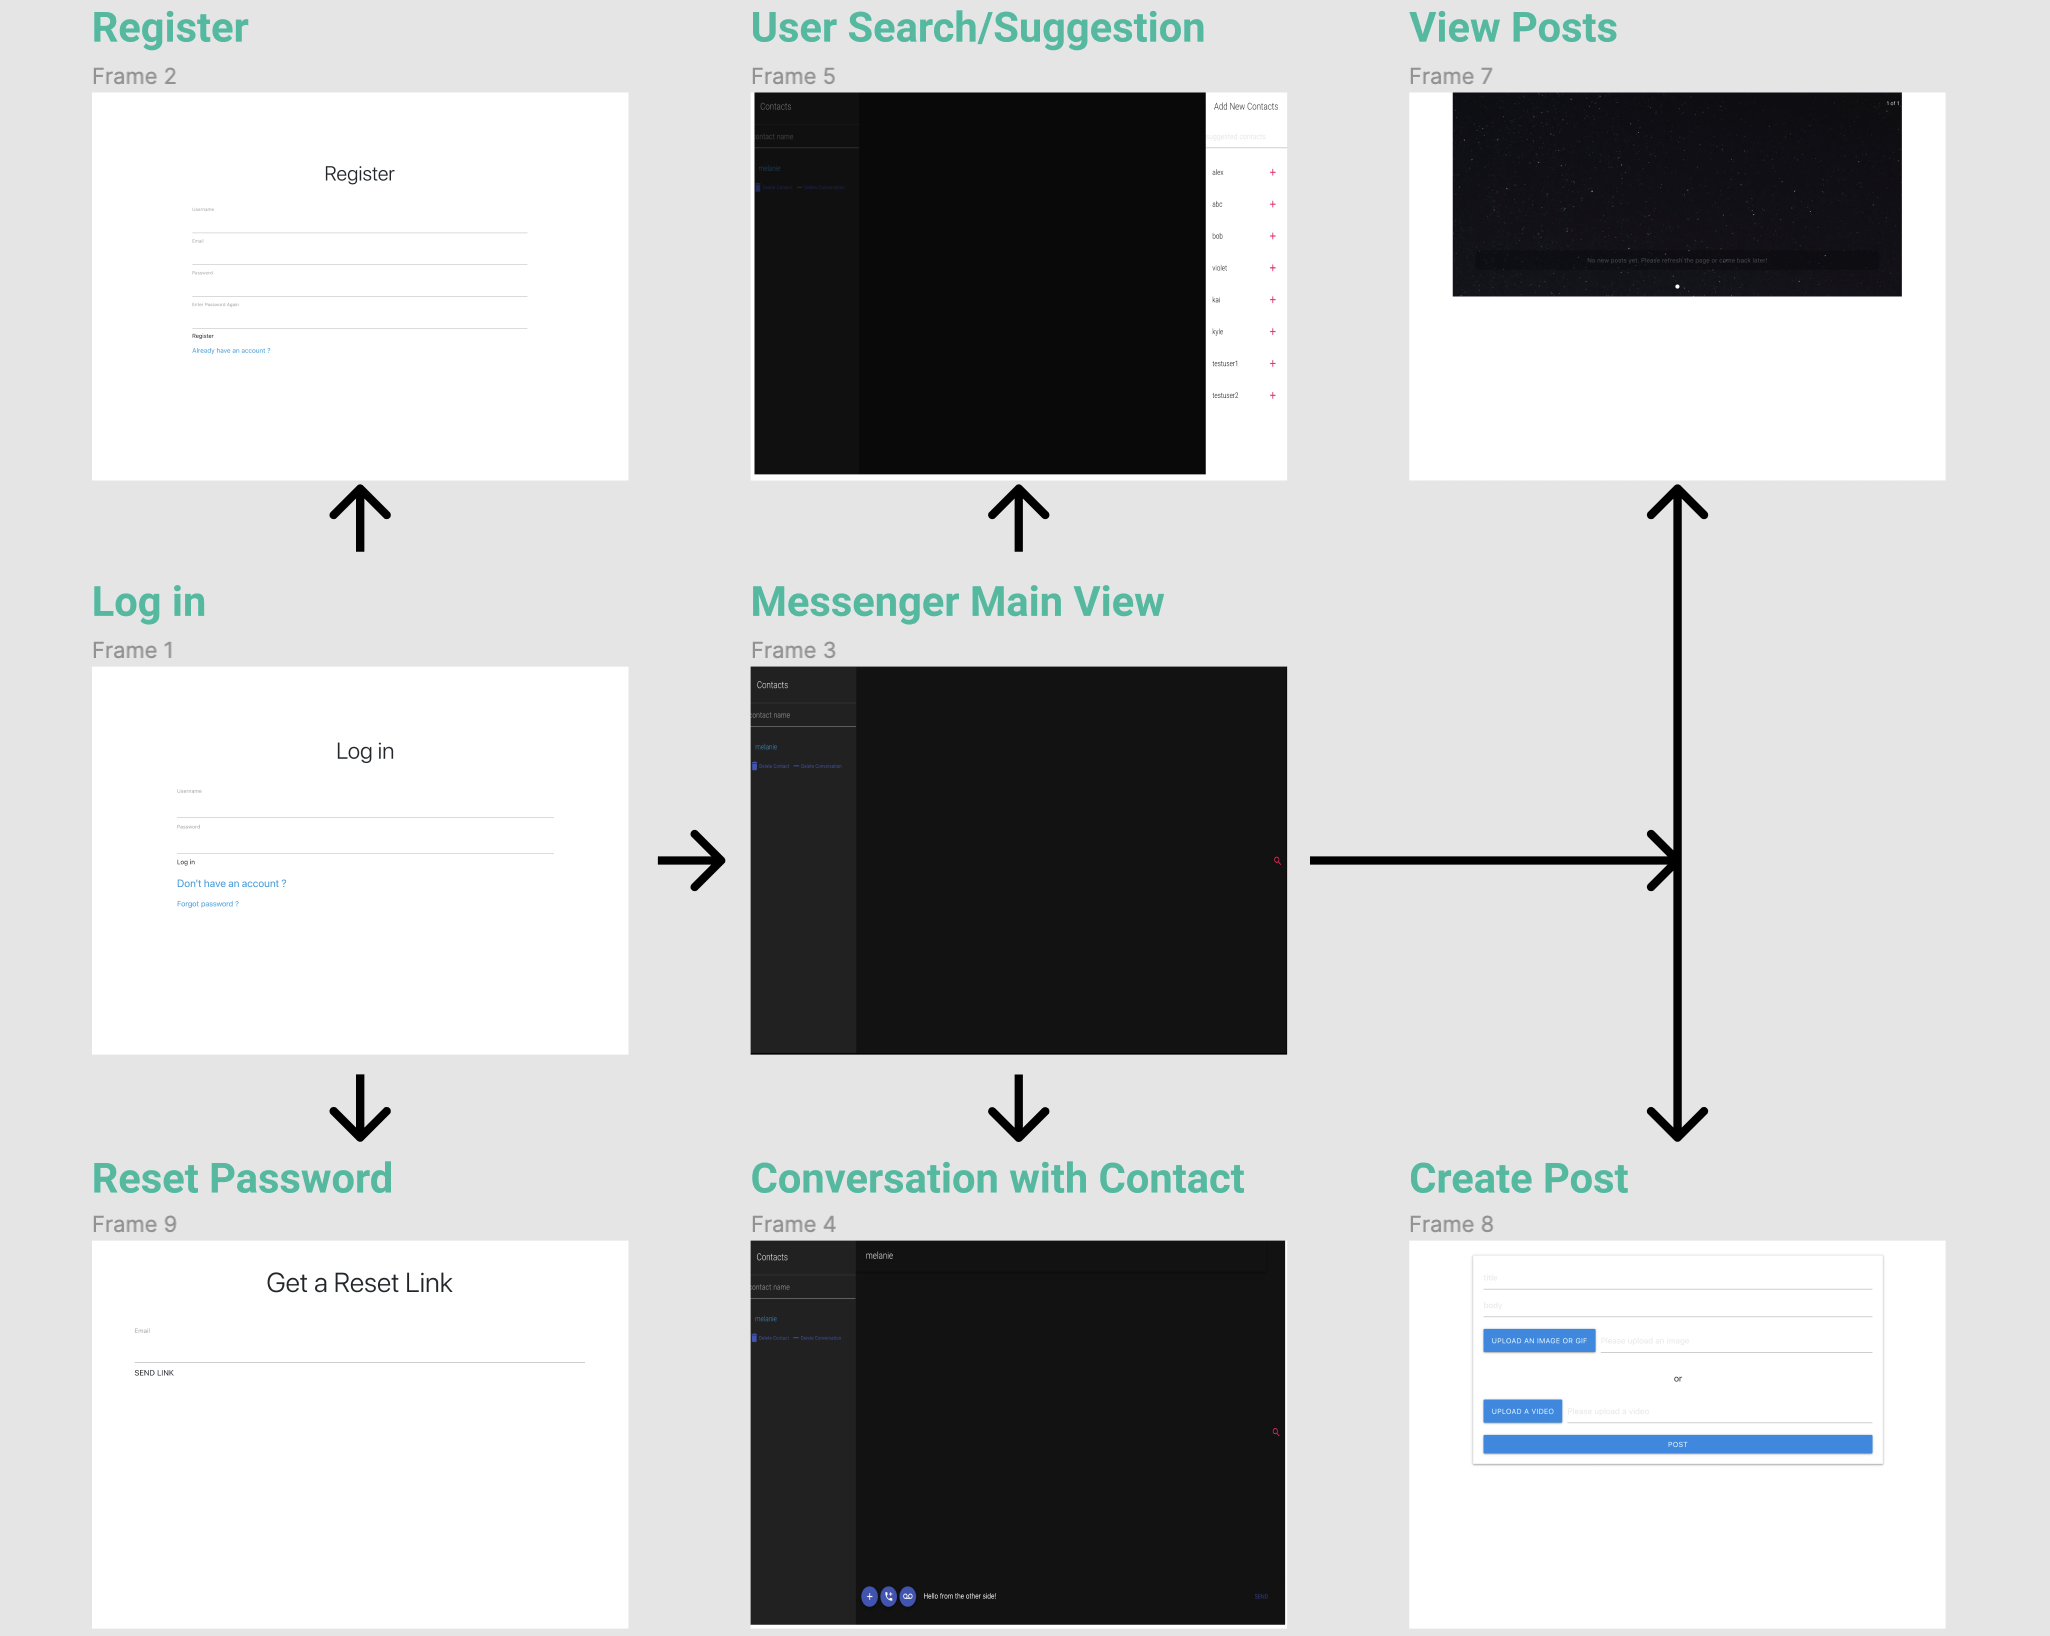 Register
Frame 2
Register
Username
Email
Password
Enter Password Again
Register
Already have an account ?
User Search/Suggestion
Frame 5
Contacts
contact name
melanie
Delete Contact
Delete Conversation
Add New Contacts
suggested contacts
alex
abc
bob
violet
kai
kyle
testuser1
testuser2
View Posts
Frame 7
1 of 1
No new posts yet. Please refresh the page or come back later!
Log in
Frame 1
Log in
Username
Password
Log in
Don't have an account ?
Forgot password ?
Messenger Main View
Frame 3
Contacts
contact name
melanie
Delete Contact
Delete Conversation
Reset Password
Frame 9
Get a Reset Link
Email
SEND LINK
Conversation with Contact
Frame 4
Contacts
contact name
melanie
Delete Contact
Delete Conversation
melanie
Hello from the other side!
SEND
Create Post
Frame 8
title
body
UPLOAD AN IMAGE OR GIF
Please upload an image
or
UPLOAD A VIDEO
Please upload a video
POST